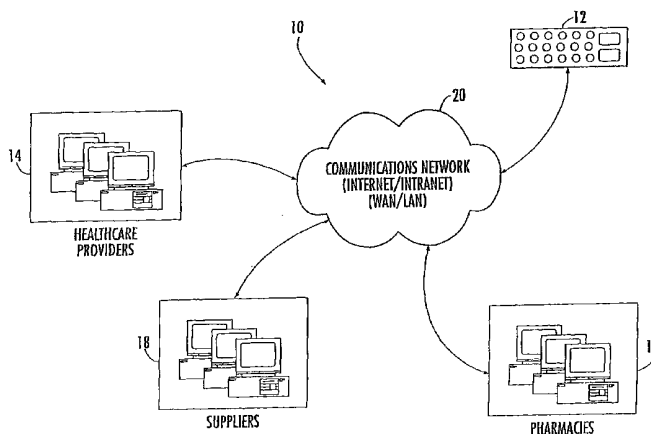 10
12
20
14
COMMUNICATIONS NETWORK
(INTERNET/INTRANET)
(WAN/LAN)
HEALTHCARE
PROVIDERS
18
SUPPLIERS
PHARMACIES